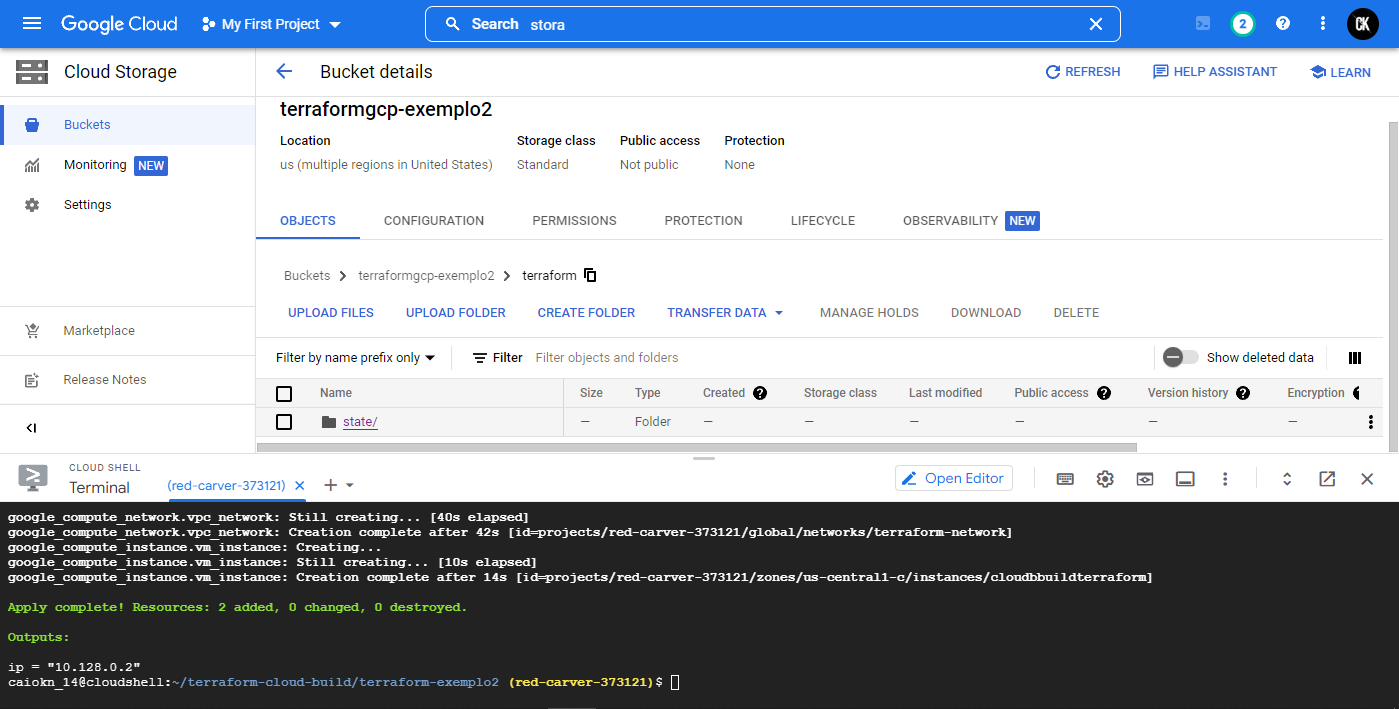 Google Cloud My First Project Search stora 2 CK
Cloud Storage Bucket details REFRESH HELP ASSISTANT LEARN
terraformgcp-exemplo2
Buckets
Monitoring NEW
Settings
Marketplace
Release Notes
Location Storage class Public access Protection
us (multiple regions in United States) Standard Not public None
OBJECTS CONFIGURATION PERMISSIONS PROTECTION LIFECYCLE OBSERVABILITY NEW
Buckets > terraformgcp-exemplo2 > terraform
UPLOAD FILES UPLOAD FOLDER CREATE FOLDER TRANSFER DATA MANAGE HOLDS DOWNLOAD DELETE
Filter by name prefix only Filter Filter objects and folders Show deleted data
Name Size Type Created Storage class Last modified Public access Version history Encryption
state/ — Folder — — — — — —
CLOUD SHELL
Terminal (red-carver-373121) Open Editor
google_compute_network.vpc_network: Still creating... [40s elapsed]
google_compute_network.vpc_network: Creation complete after 42s [id=projects/red-carver-373121/global/networks/terraform-network]
google_compute_instance.vm_instance: Creating...
google_compute_instance.vm_instance: Still creating... [10s elapsed]
google_compute_instance.vm_instance: Creation complete after 14s [id=projects/red-carver-373121/zones/us-central1-c/instances/cloudbbuildterraform]
Apply complete! Resources: 2 added, 0 changed, 0 destroyed.
Outputs:
ip = "10.128.0.2"
caiokn_14@cloudshell:~/terraform-cloud-build/terraform-exemplo2 (red-carver-373121)$